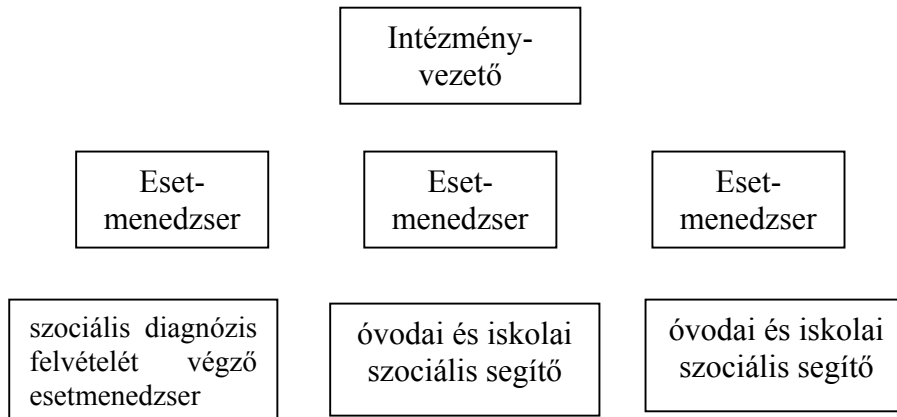 Intézmény-
vezető
Eset-
menedzser
Eset-
menedzser
Eset-
menedzser
szociális diagnózis
felvételét végző
esetmenedzser
óvodai és iskolai
szociális segítő
óvodai és iskolai
szociális segítő